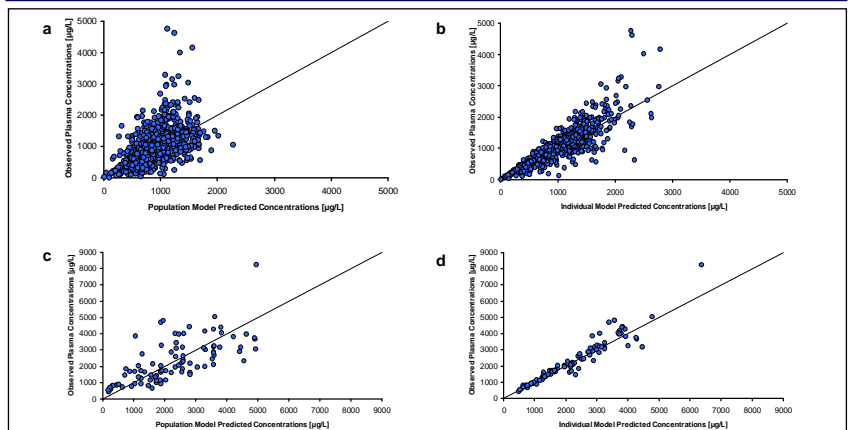 a
Observed Plasma Concentrations [µg/L]
5000
4000
3000
2000
1000
0
0 1000 2000 3000 4000 5000
Population Model Predicted Concentrations [µg/L]
b
Observed Plasma Concentrations [µg/L]
5000
4000
3000
2000
1000
0
0 1000 2000 3000 4000 5000
Individual Model Predicted Concentrations [µg/L]
c
Observed Plasma Concentrations [µg/L]
9000
8000
7000
6000
5000
4000
3000
2000
1000
0
0 1000 2000 3000 4000 5000 6000 7000 8000 9000
Population Model Predicted Concentrations [µg/L]
d
Observed Plasma Concentrations [µg/L]
9000
8000
7000
6000
5000
4000
3000
2000
1000
0
0 1000 2000 3000 4000 5000 6000 7000 8000 9000
Individual Model Predicted Concentrations [µg/L]